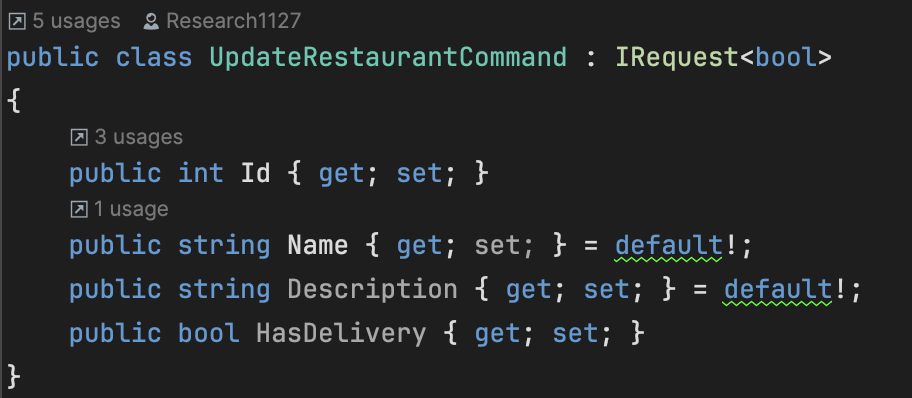 5 usages Research1127
public class UpdateRestaurantCommand : IRequest<bool>
{
3 usages
public int Id { get; set; }
1 usage
public string Name { get; set; } = default!;
public string Description { get; set; } = default!;
public bool HasDelivery { get; set; }
}